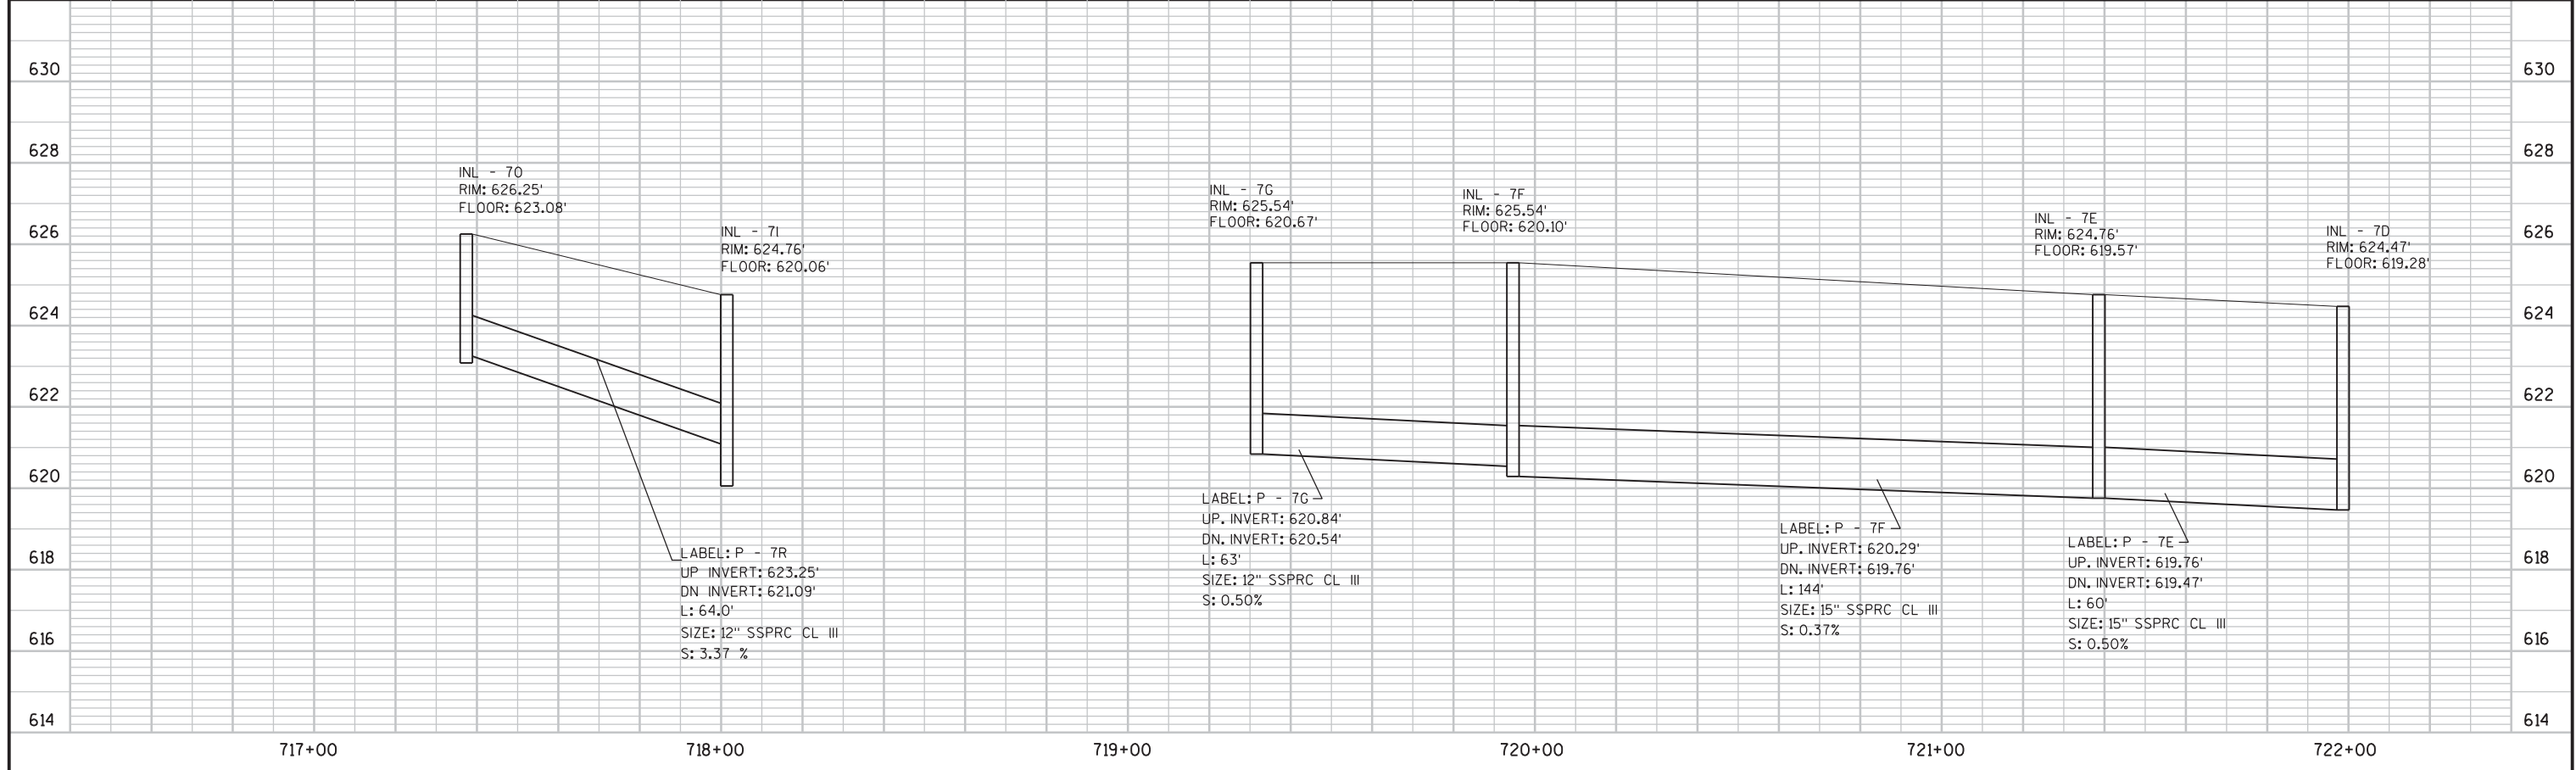 630
630
628
628
626
626
624
624
622
622
620
620
618
618
616
616
614
614
INL - 7O
RIM: 626.25'
FLOOR: 623.08'
INL - 7I
RIM: 624.76'
FLOOR: 620.06'
INL - 7G
RIM: 625.54'
FLOOR: 620.67'
INL - 7F
RIM: 625.54'
FLOOR: 620.10'
INL - 7E
RIM: 624.76'
FLOOR: 619.57'
INL - 7D
RIM: 624.47'
FLOOR: 619.28'
LABEL: P - 7R
UP INVERT: 623.25'
DN INVERT: 621.09'
L: 64.0'
SIZE: 12" SSPRC CL III
S: 3.37 %
LABEL: P - 7G
UP. INVERT: 620.84'
DN. INVERT: 620.54'
L: 63'
SIZE: 12" SSPRC CL III
S: 0.50%
LABEL: P - 7F
UP. INVERT: 620.29'
DN. INVERT: 619.76'
L: 144'
SIZE: 15" SSPRC CL III
S: 0.37%
LABEL: P - 7E
UP. INVERT: 619.76'
DN. INVERT: 619.47'
L: 60'
SIZE: 15" SSPRC CL III
S: 0.50%
717+00
718+00
719+00
720+00
721+00
722+00